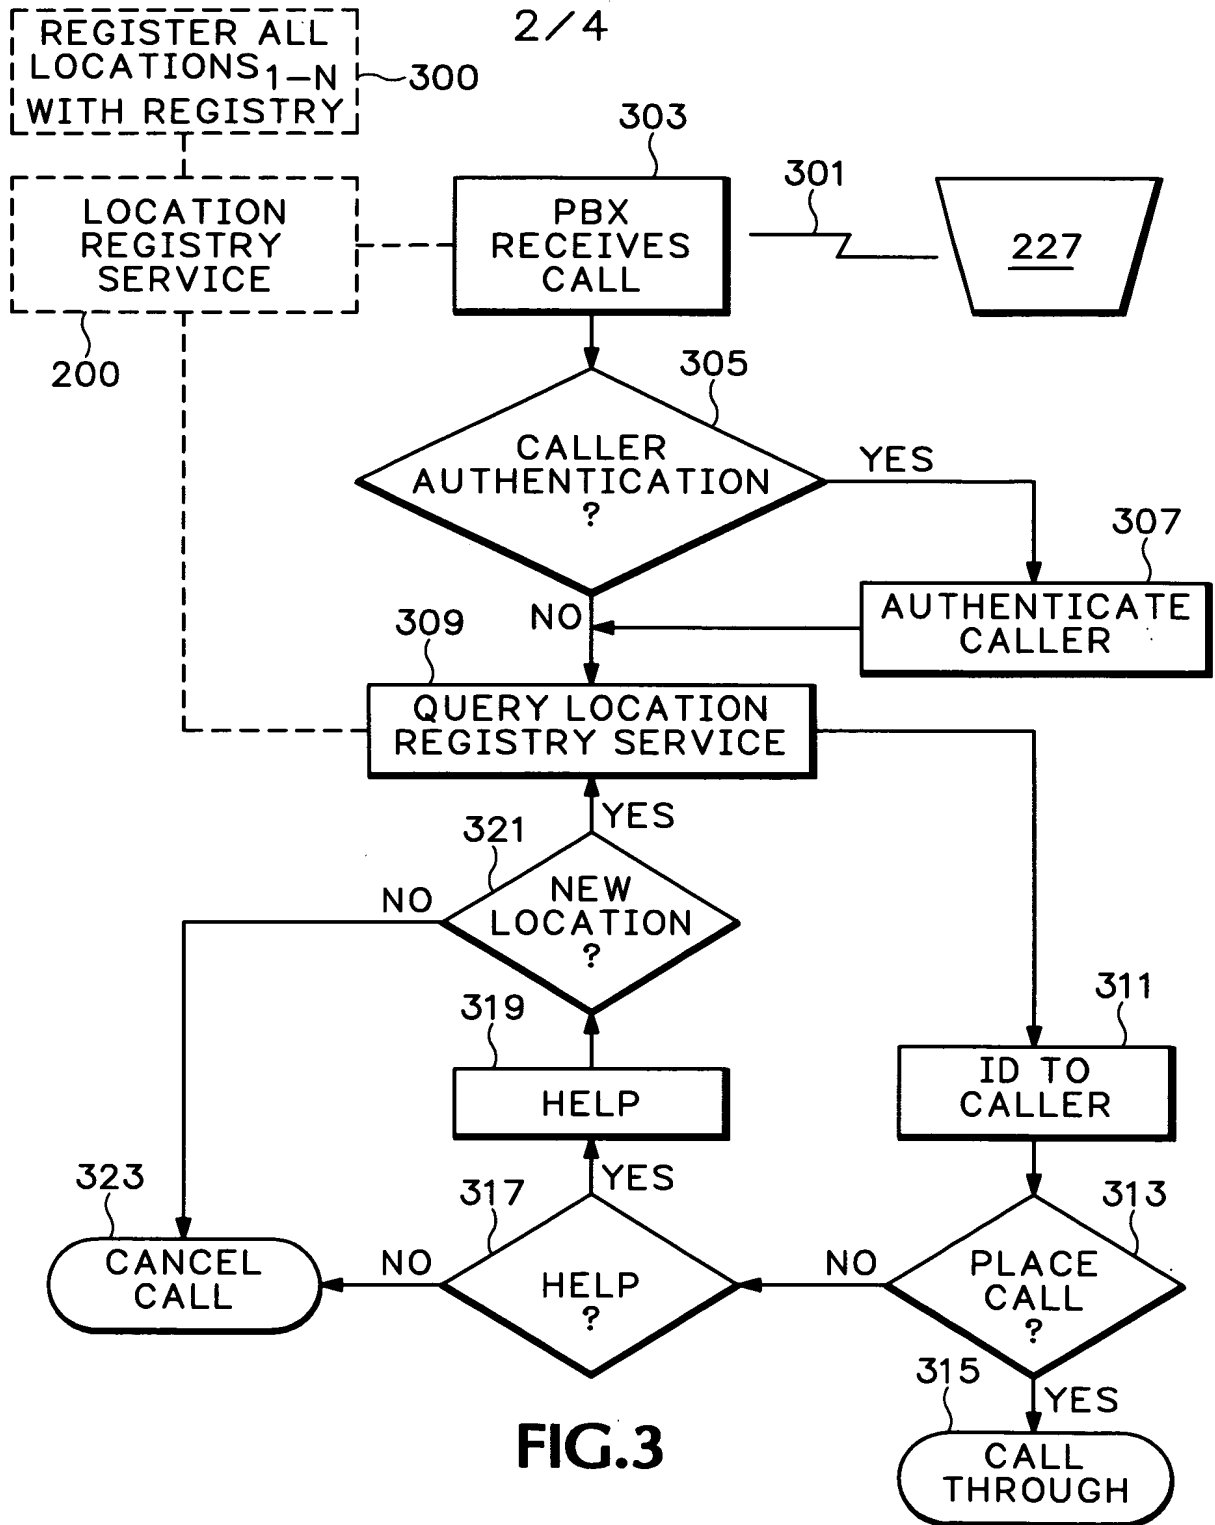 2/4
REGISTER ALL
LOCATIONS1-N
WITH REGISTRY
300
303
301
LOCATION
REGISTRY
SERVICE
PBX
RECEIVES
CALL
227
200
305
CALLER
AUTHENTICATION
?
YES
307
AUTHENTICATE
CALLER
NO
309
QUERY LOCATION
REGISTRY SERVICE
YES
321
NEW
LOCATION
?
NO
319
HELP
311
ID TO
CALLER
YES
323
CANCEL
CALL
NO
317
HELP
?
NO
313
PLACE
CALL
?
315
YES
CALL
THROUGH
FIG.3